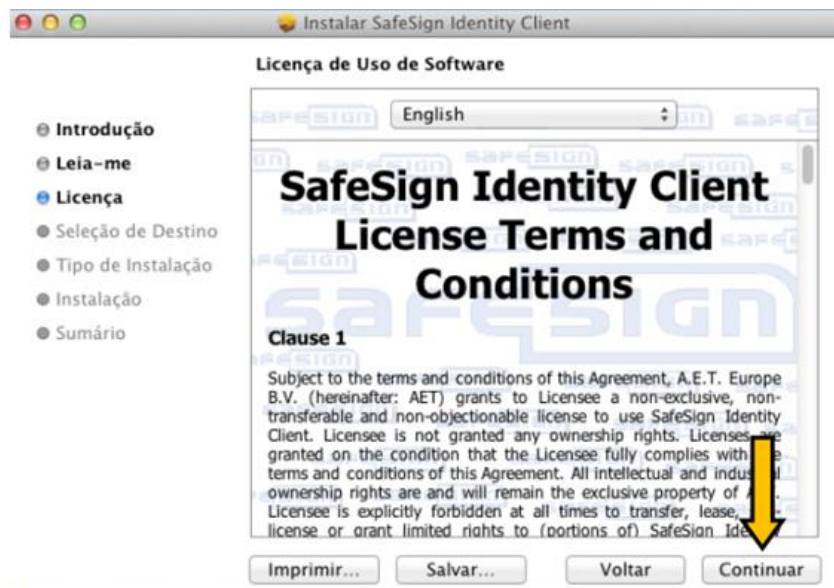 Instalar SafeSign Identity Client
Licença de Uso de Software
Introdução
Leia-me
Licença
Seleção de Destino
Tipo de Instalação
Instalação
Sumário
English
SafeSign Identity Client
License Terms and
Conditions
Clause 1
Subject to the terms and conditions of this Agreement, A.E.T. Europe
B.V. (hereinafter: AET) grants to Licensee a non-exclusive, non-
transferable and non-objectionable license to use SafeSign Identity
Client. Licensee is not granted any ownership rights. Licenses are
granted on the condition that the Licensee fully complies with
terms and conditions of this Agreement. All intellectual and
ownership rights are and will remain the exclusive property of
Licensee is explicitly forbidden at all times to transfer, lease,
license or grant limited rights to (portions of) SafeSign
Imprimir...
Salvar...
Voltar
Continuar